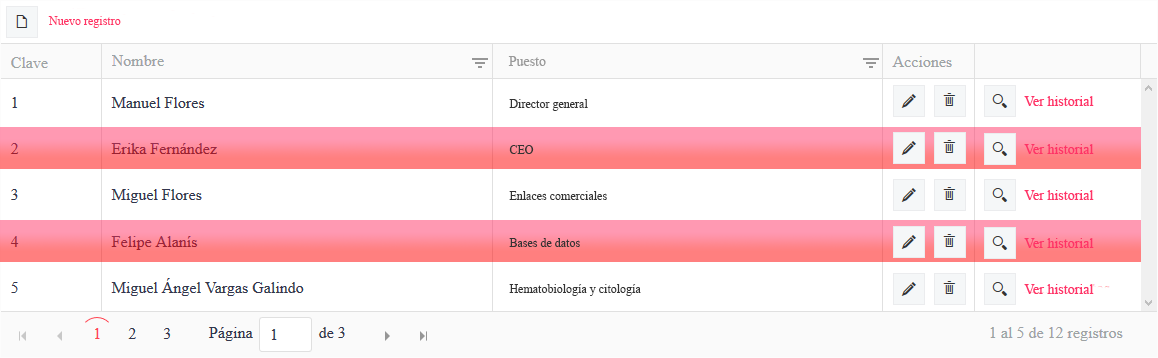 Nuevo registro
Clave Nombre Puesto Acciones
1 Manuel Flores Director general Ver historial
2 Erika Fernández CEO Ver historial
3 Miguel Flores Enlaces comerciales Ver historial
4 Felipe Alanís Bases de datos Ver historial
5 Miguel Ángel Vargas Galindo Hematobiología y citología Ver historial
1 2 3 Página 1 de 3 1 al 5 de 12 registros